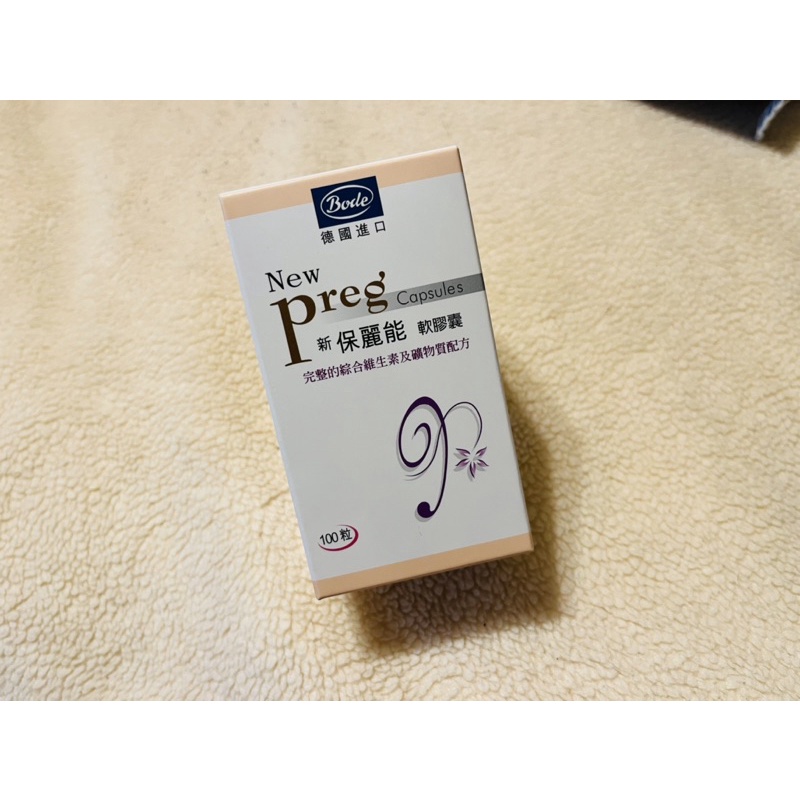 Bode
德國進口
New
Preg Capsules
新 保麗能 軟膠囊
完整的綜合維生素及礦物質配方
100粒